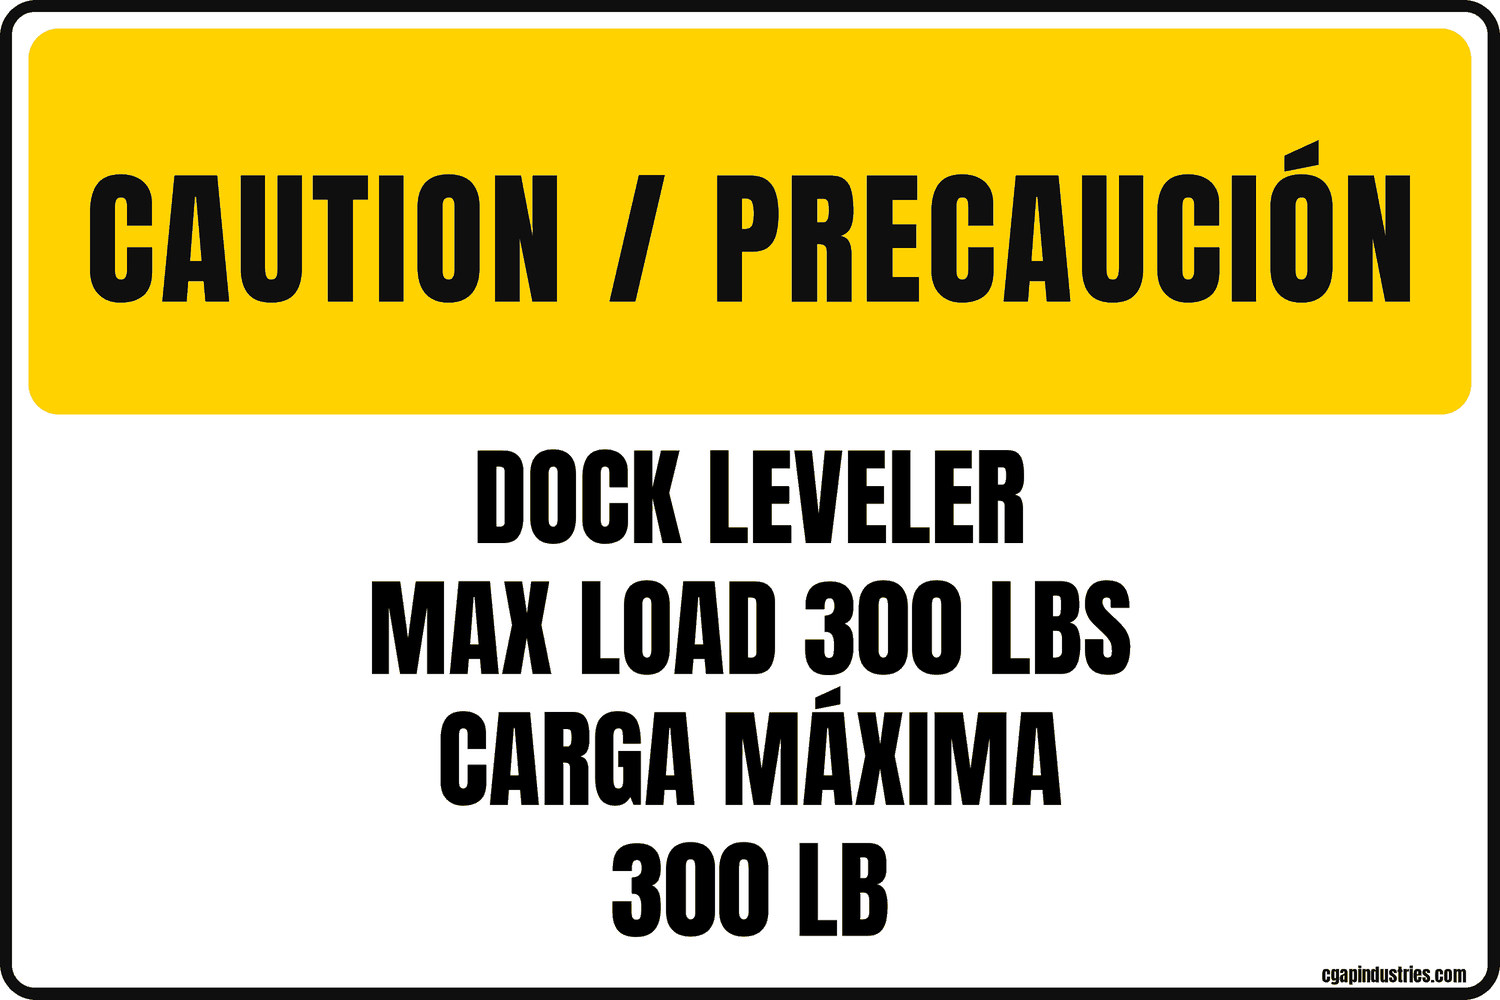 CAUTION / PRECAUCIÓN
DOCK LEVELER
MAX LOAD 300 LBS
CARGA MÁXIMA
300 LB
cgapindustries.com